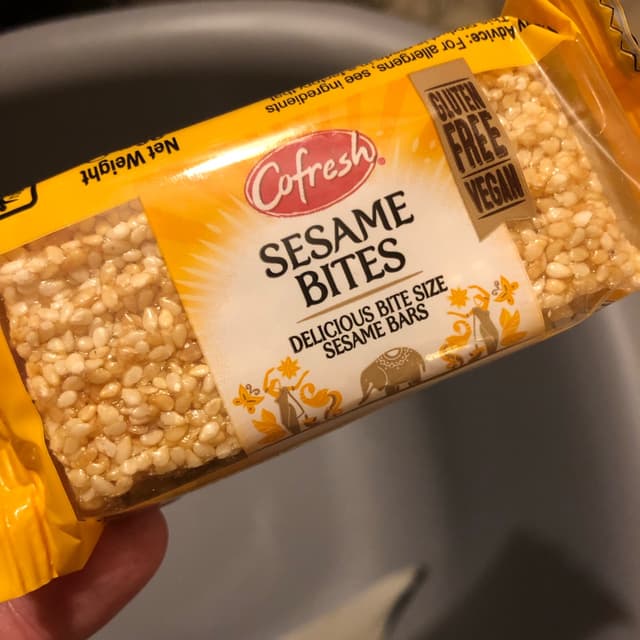 Advice: For allergens, see ingredients
Net Weight
Cofresh
SESAME
BITES
DELICIOUS BITE SIZE
SESAME BARS
GLUTEN
FREE
VEGAN